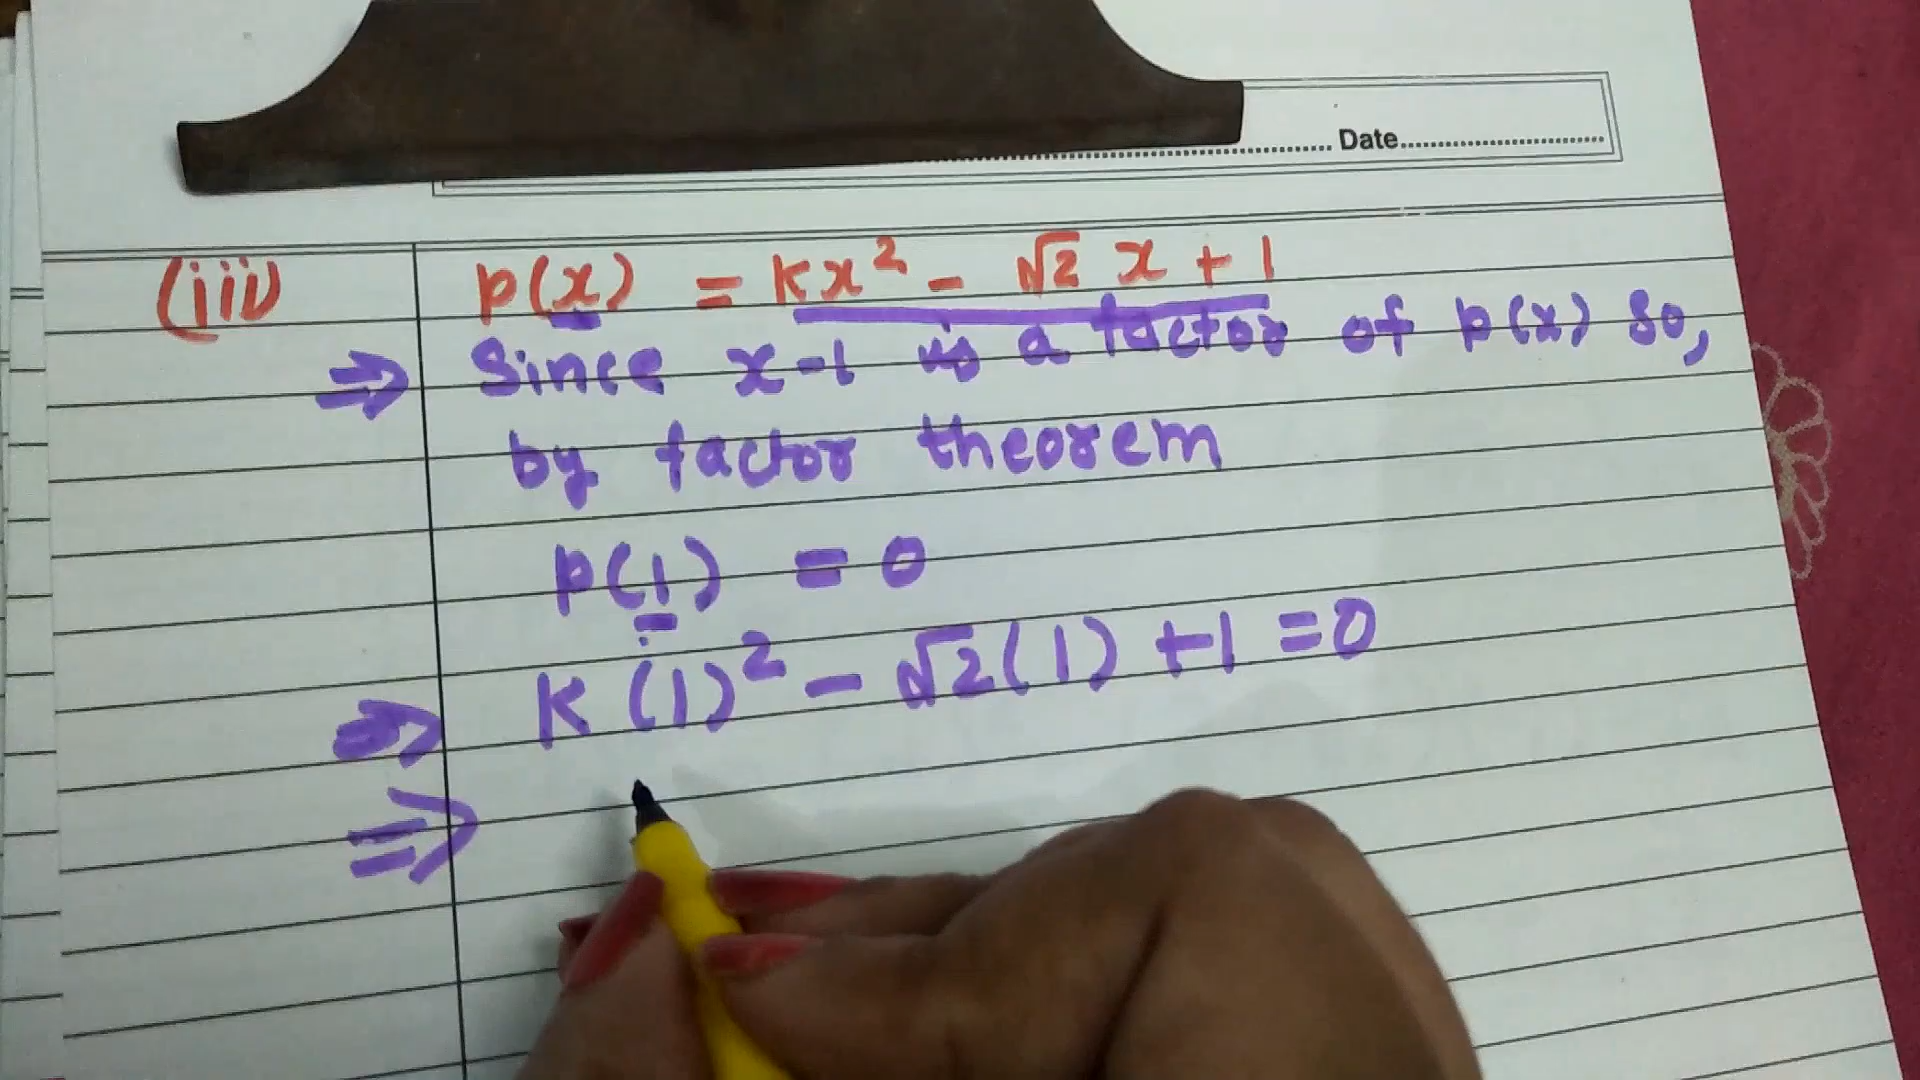 Date
(iii) p(x) = Kx² - √2 x + 1
⇒ Since x-1 is a factor of p(x) so,
by factor theorem
p(1) = 0
⇒ K (1)² - √2(1) +1 =0
⇒